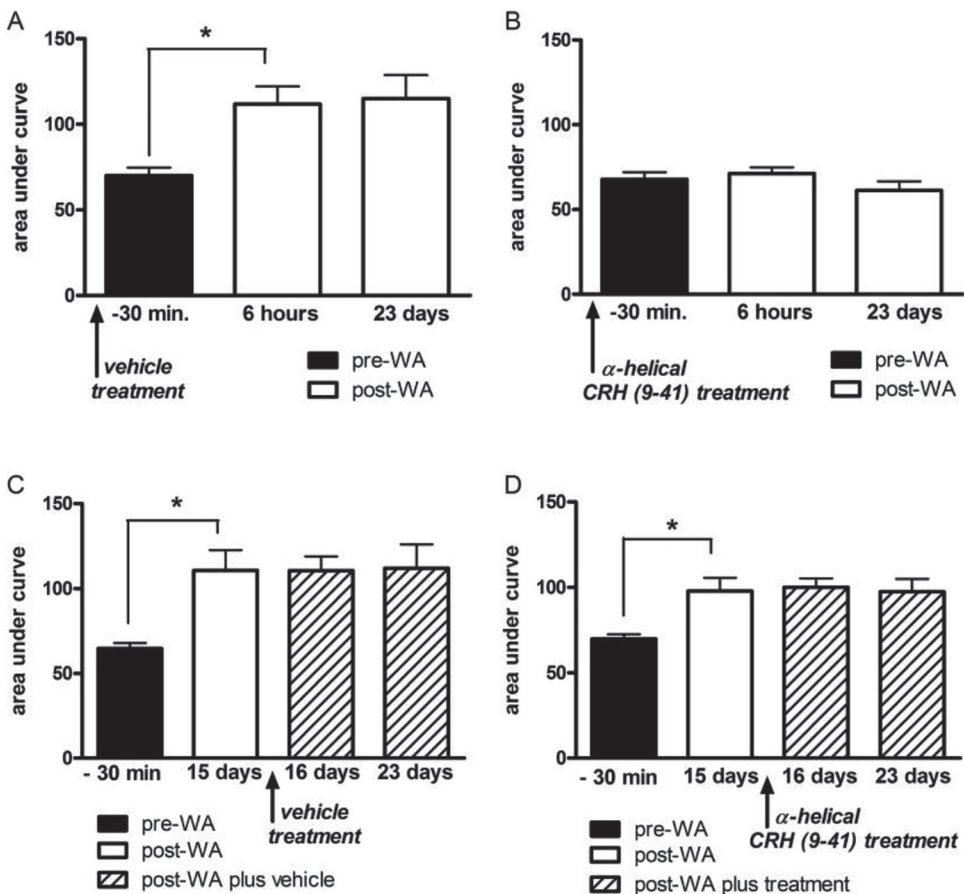 A
150
100
50
0
area under curve
*
-30 min.
6 hours
23 days
vehicle
treatment
pre-WA
post-WA
B
150
100
50
0
area under curve
-30 min.
6 hours
23 days
α-helical
CRH (9-41) treatment
pre-WA
post-WA
C
150
100
50
0
area under curve
*
- 30 min
15 days
16 days
23 days
vehicle
treatment
pre-WA
post-WA
post-WA plus vehicle
D
150
100
50
0
area under curve
*
- 30 min
15 days
16 days
23 days
α-helical
CRH (9-41) treatment
pre-WA
post-WA
post-WA plus treatment